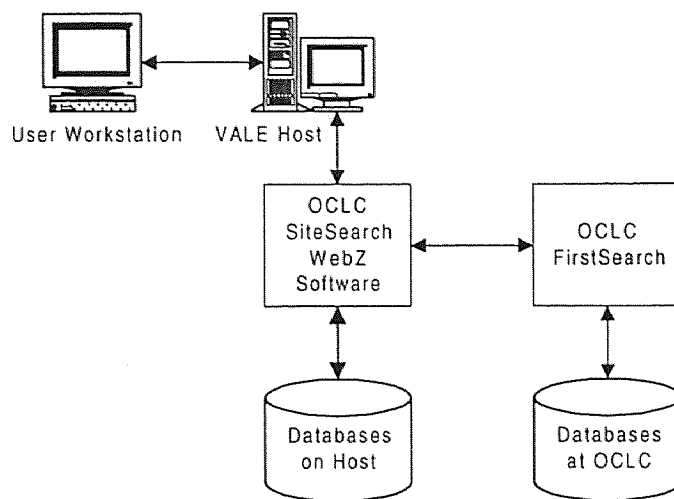 User Workstation
VALE Host
OCLC
SiteSearch
WebZ
Software
OCLC
FirstSearch
Databases
on Host
Databases
at OCLC